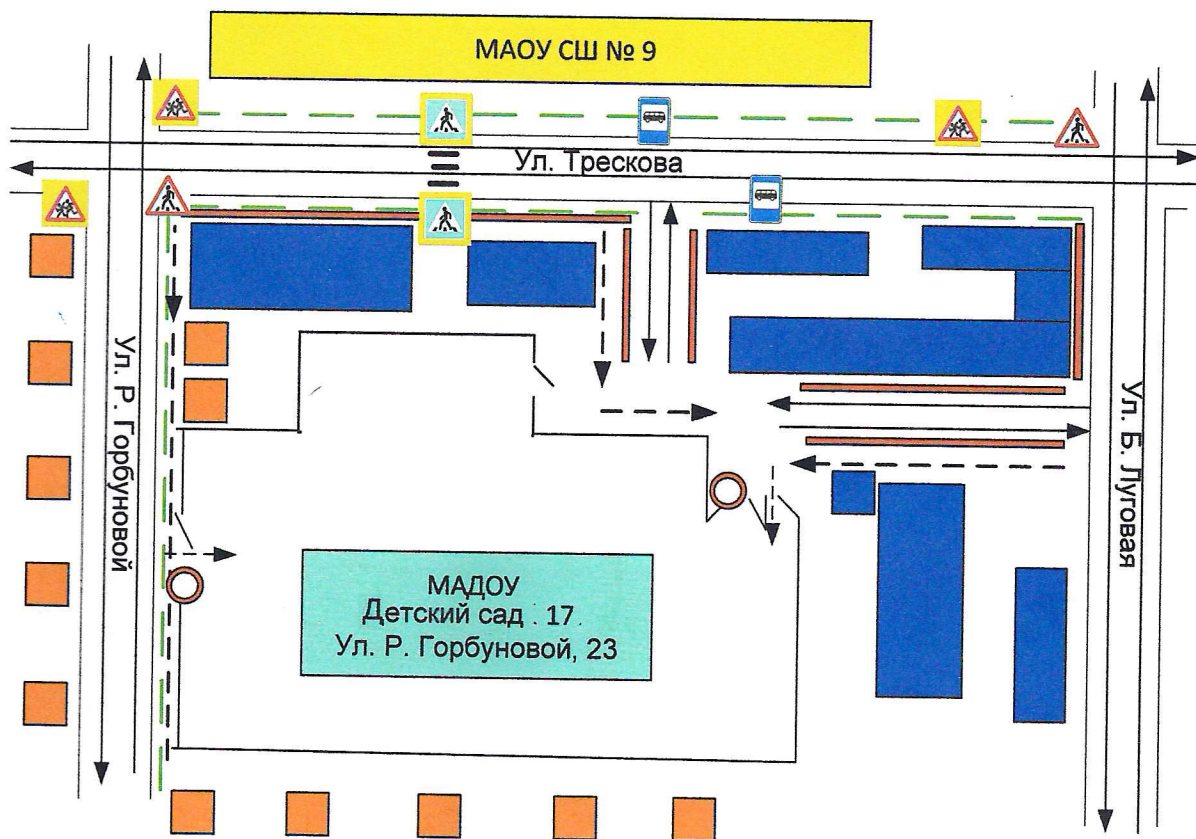 МАОУ СШ № 9
Ул. Трескова
Ул. Р. Горбуновой
Ул. Б. Луговая
МАДОУ
Детский сад . 17.
Ул. Р. Горбуновой, 23